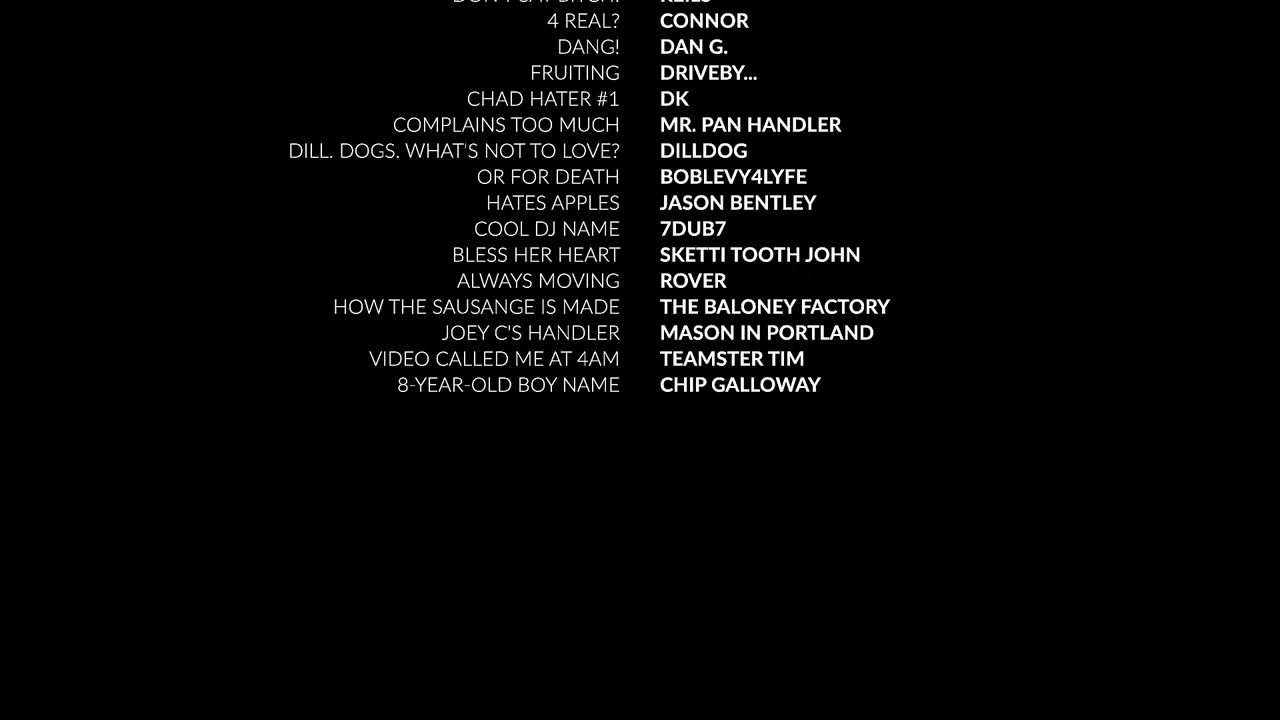 4 REAL? CONNOR
DANG! DAN G.
FRUITING DRIVEBY...
CHAD HATER #1 DK
COMPLAINS TOO MUCH MR. PAN HANDLER
DILL. DOGS. WHAT'S NOT TO LOVE? DILLDOG
OR FOR DEATH BOBLEVY4LYFE
HATES APPLES JASON BENTLEY
COOL DJ NAME 7DUB7
BLESS HER HEART SKETTI TOOTH JOHN
ALWAYS MOVING ROVER
HOW THE SAUSANGE IS MADE THE BALONEY FACTORY
JOEY C'S HANDLER MASON IN PORTLAND
VIDEO CALLED ME AT 4AM TEAMSTER TIM
8-YEAR-OLD BOY NAME CHIP GALLOWAY